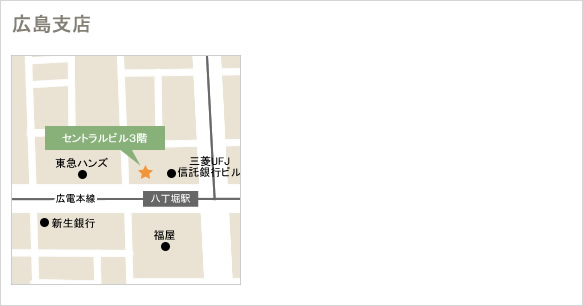 広島支店
セントラルビル3階
東急ハンズ
三菱UFJ
信託銀行ビル
広電本線
八丁堀駅
新生銀行
福屋